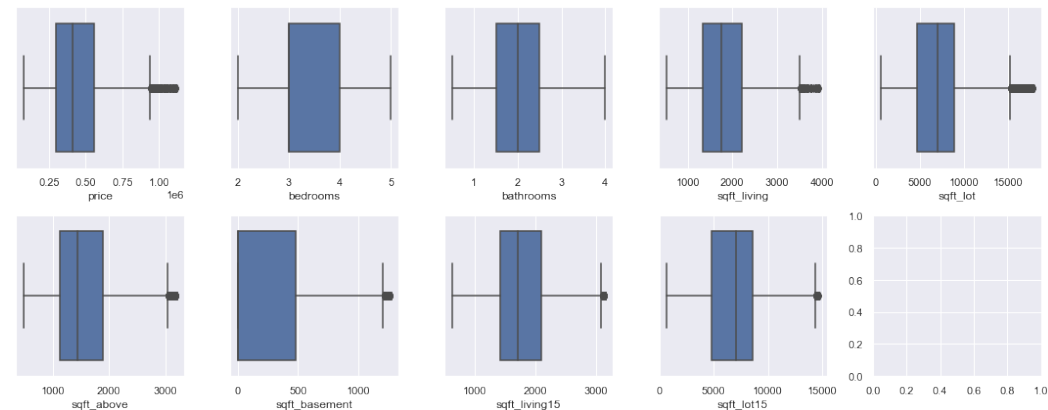 0.25 0.50 0.75 1.00
1e6
price
2 3 4 5
bedrooms
1 2 3 4
bathrooms
1000 2000 3000 4000
sqft_living
0 5000 10000 15000
sqft_lot
1000 2000 3000
sqft_above
0 500 1000
sqft_basement
1000 2000 3000
sqft_living15
0 5000 10000 15000
sqft_lot15
1.0
0.8
0.6
0.4
0.2
0.0
0.0 0.2 0.4 0.6 0.8 1.0